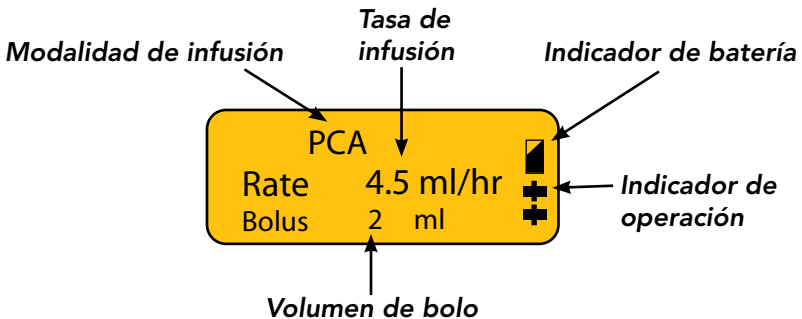 Tasa de
infusión
Modalidad de infusión
Indicador de batería
PCA
Rate 4.5 ml/hr
Bolus 2 ml
Indicador de
operación
Volumen de bolo